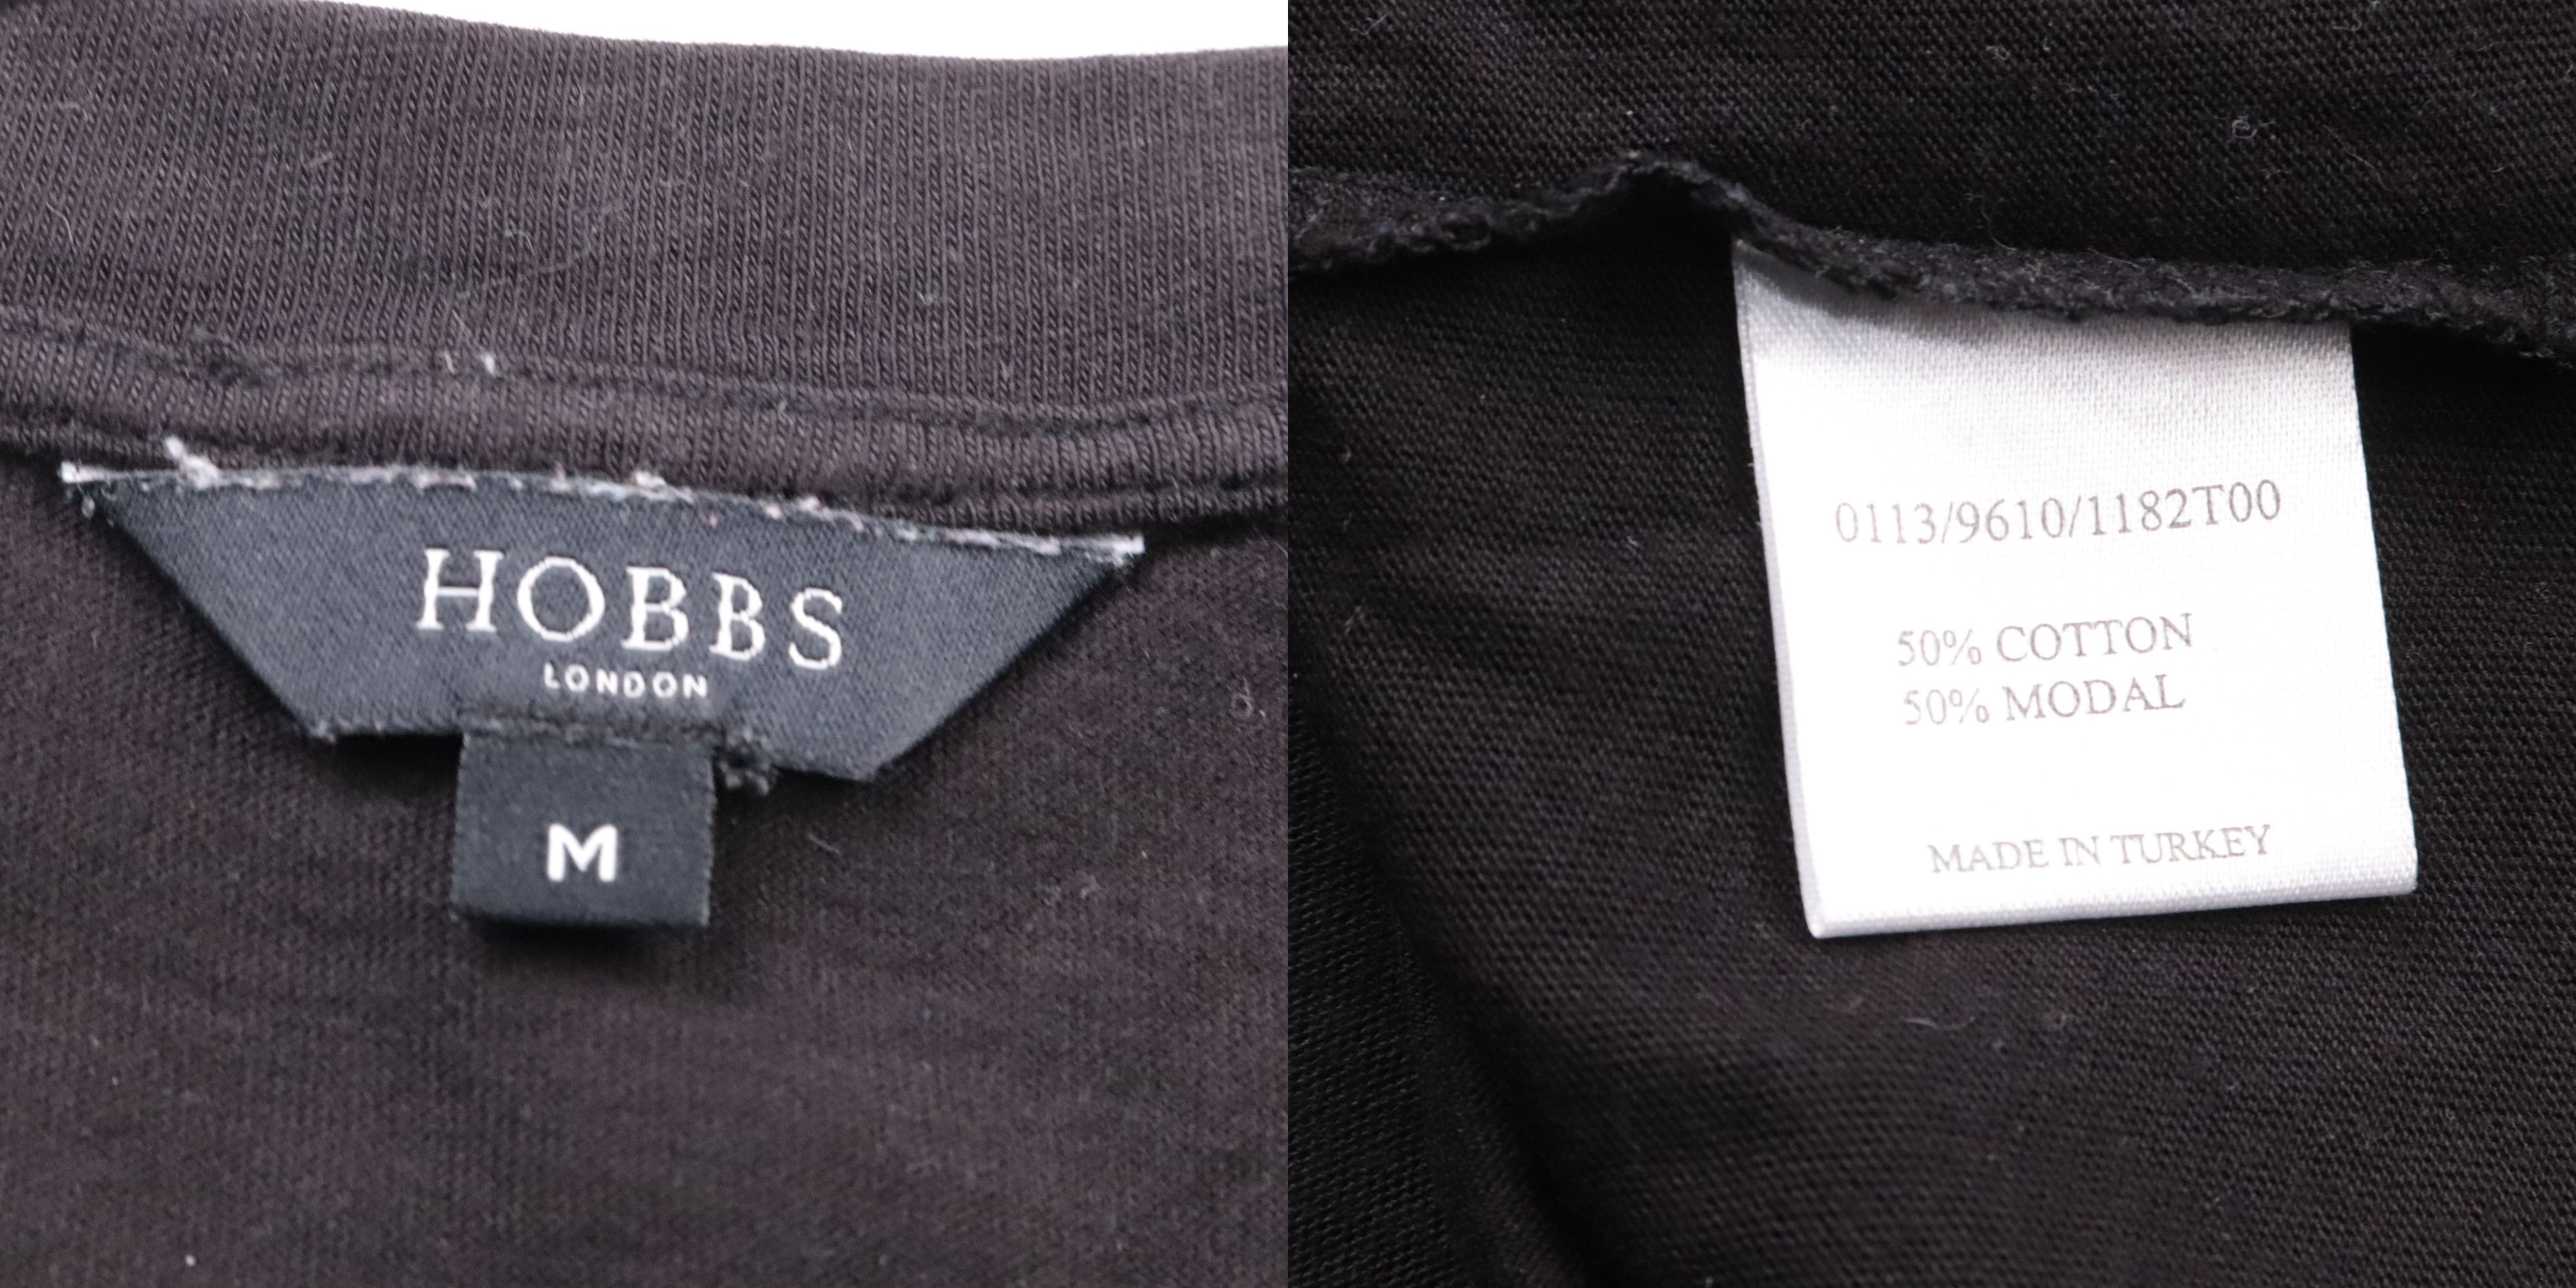 HOBBS
LONDON
M
0113/9610/1182T00
50% COTTON
50% MODAL
MADE IN TURKEY